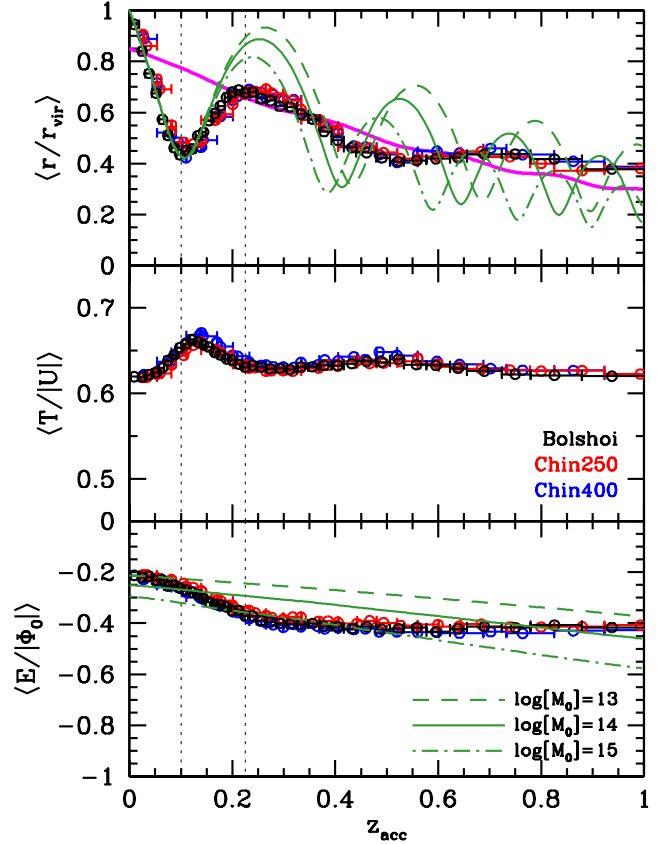 1
0.8
0.6
0.4
0.2
0
⟨r/r_vir⟩
0.7
0.6
0.5
0
⟨T/|U|⟩
Bolshoi
Chin250
Chin400
−0.2
−0.4
−0.6
−0.8
−1
⟨E/|Φ_0|⟩
log[M_0]=13
log[M_0]=14
log[M_0]=15
0 0.2 0.4 0.6 0.8 1
z_acc